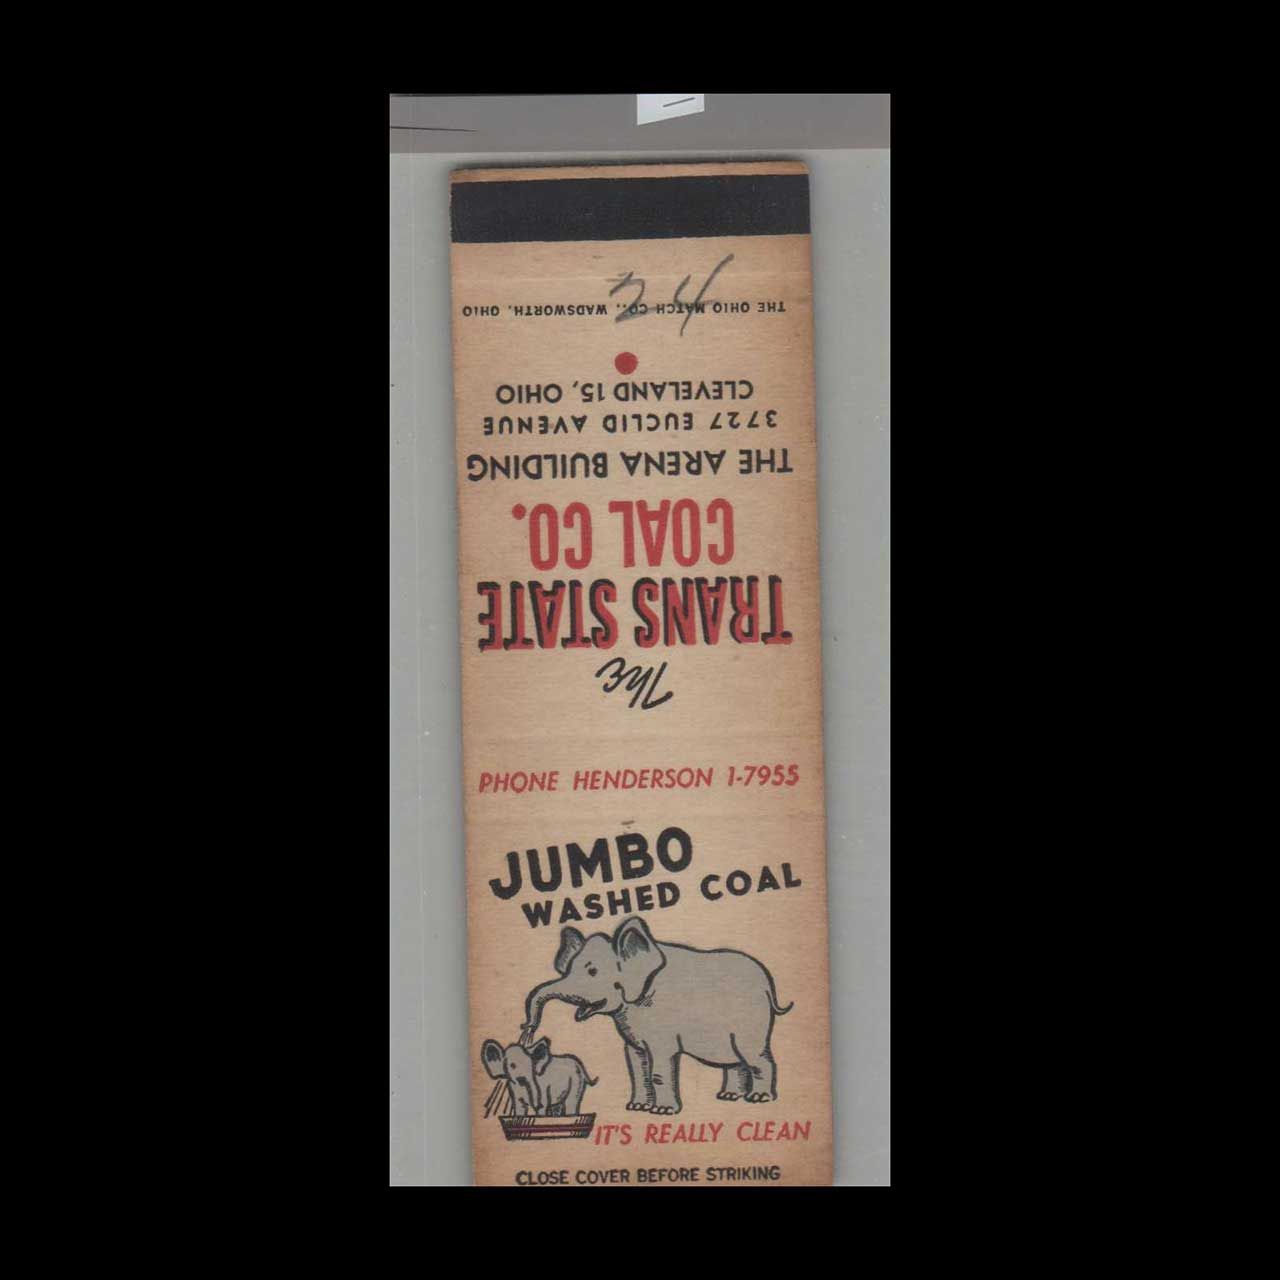 The
TRANS STATE
COAL CO.
THE ARENA BUILDING
3727 EUCLID AVENUE
CLEVELAND 15, OHIO
THE OHIO MATCH CO., WADSWORTH, OHIO
24
PHONE HENDERSON 1-7955
JUMBO
WASHED COAL
IT'S REALLY CLEAN
CLOSE COVER BEFORE STRIKING